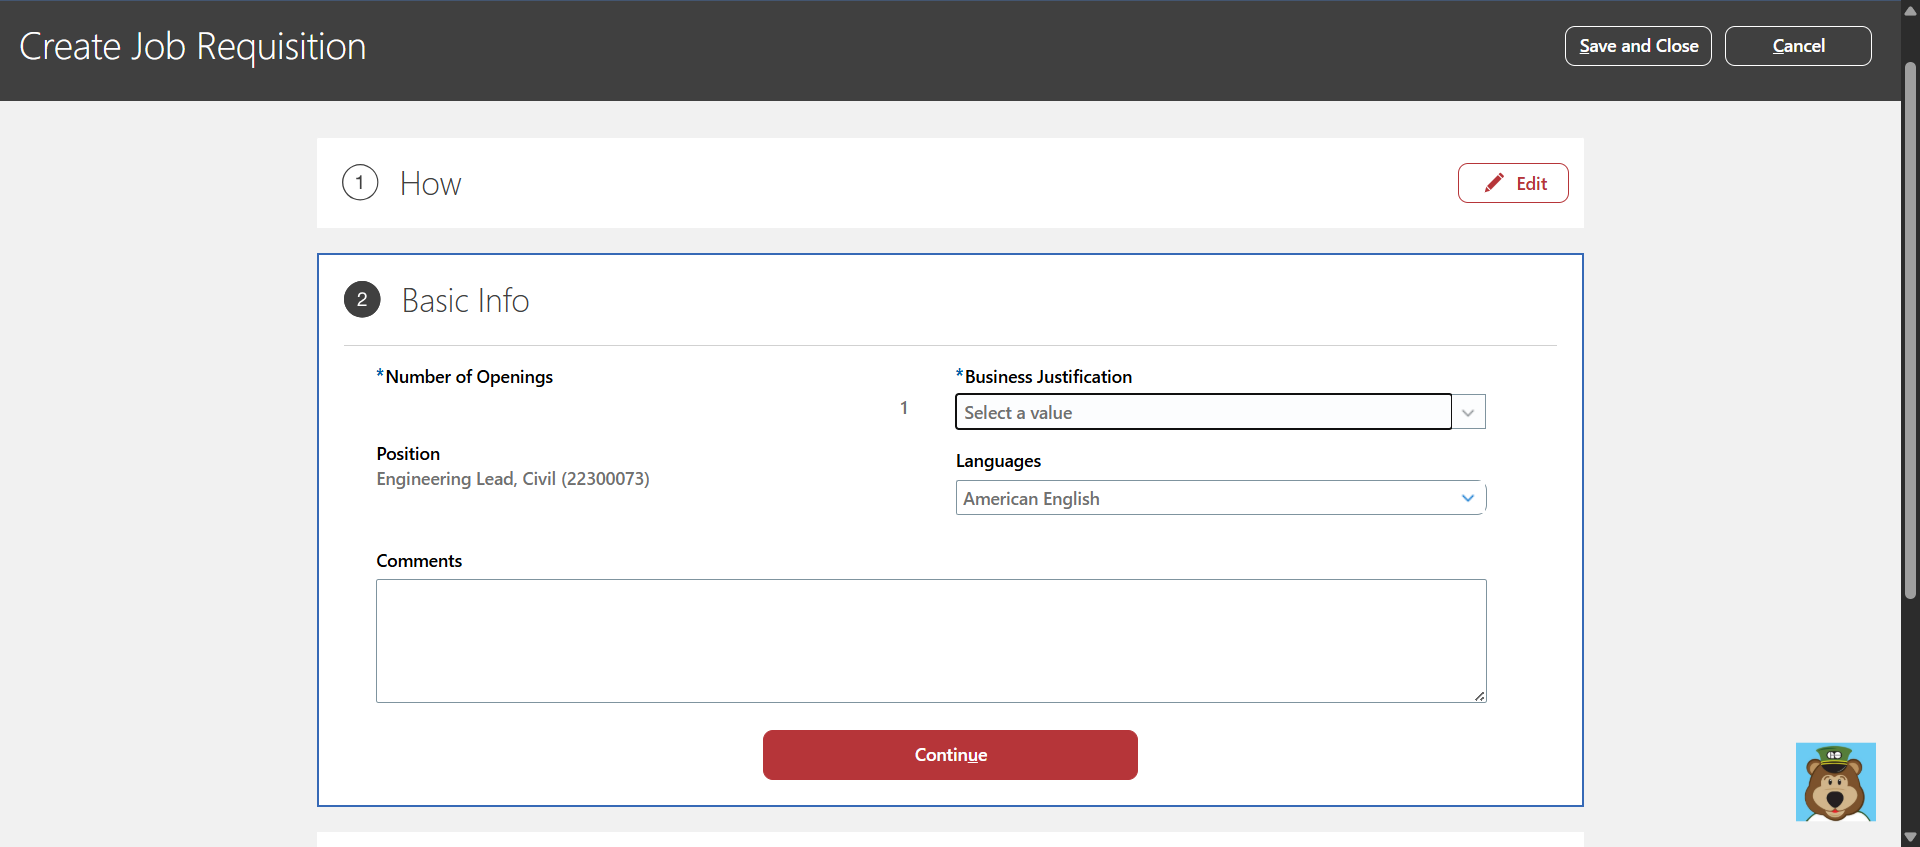 Create Job Requisition
Save and Close
Cancel
1
How
Edit
2
Basic Info
*Number of Openings
1
*Business Justification
Select a value
Position
Engineering Lead, Civil (22300073)
Languages
American English
Comments
Continue